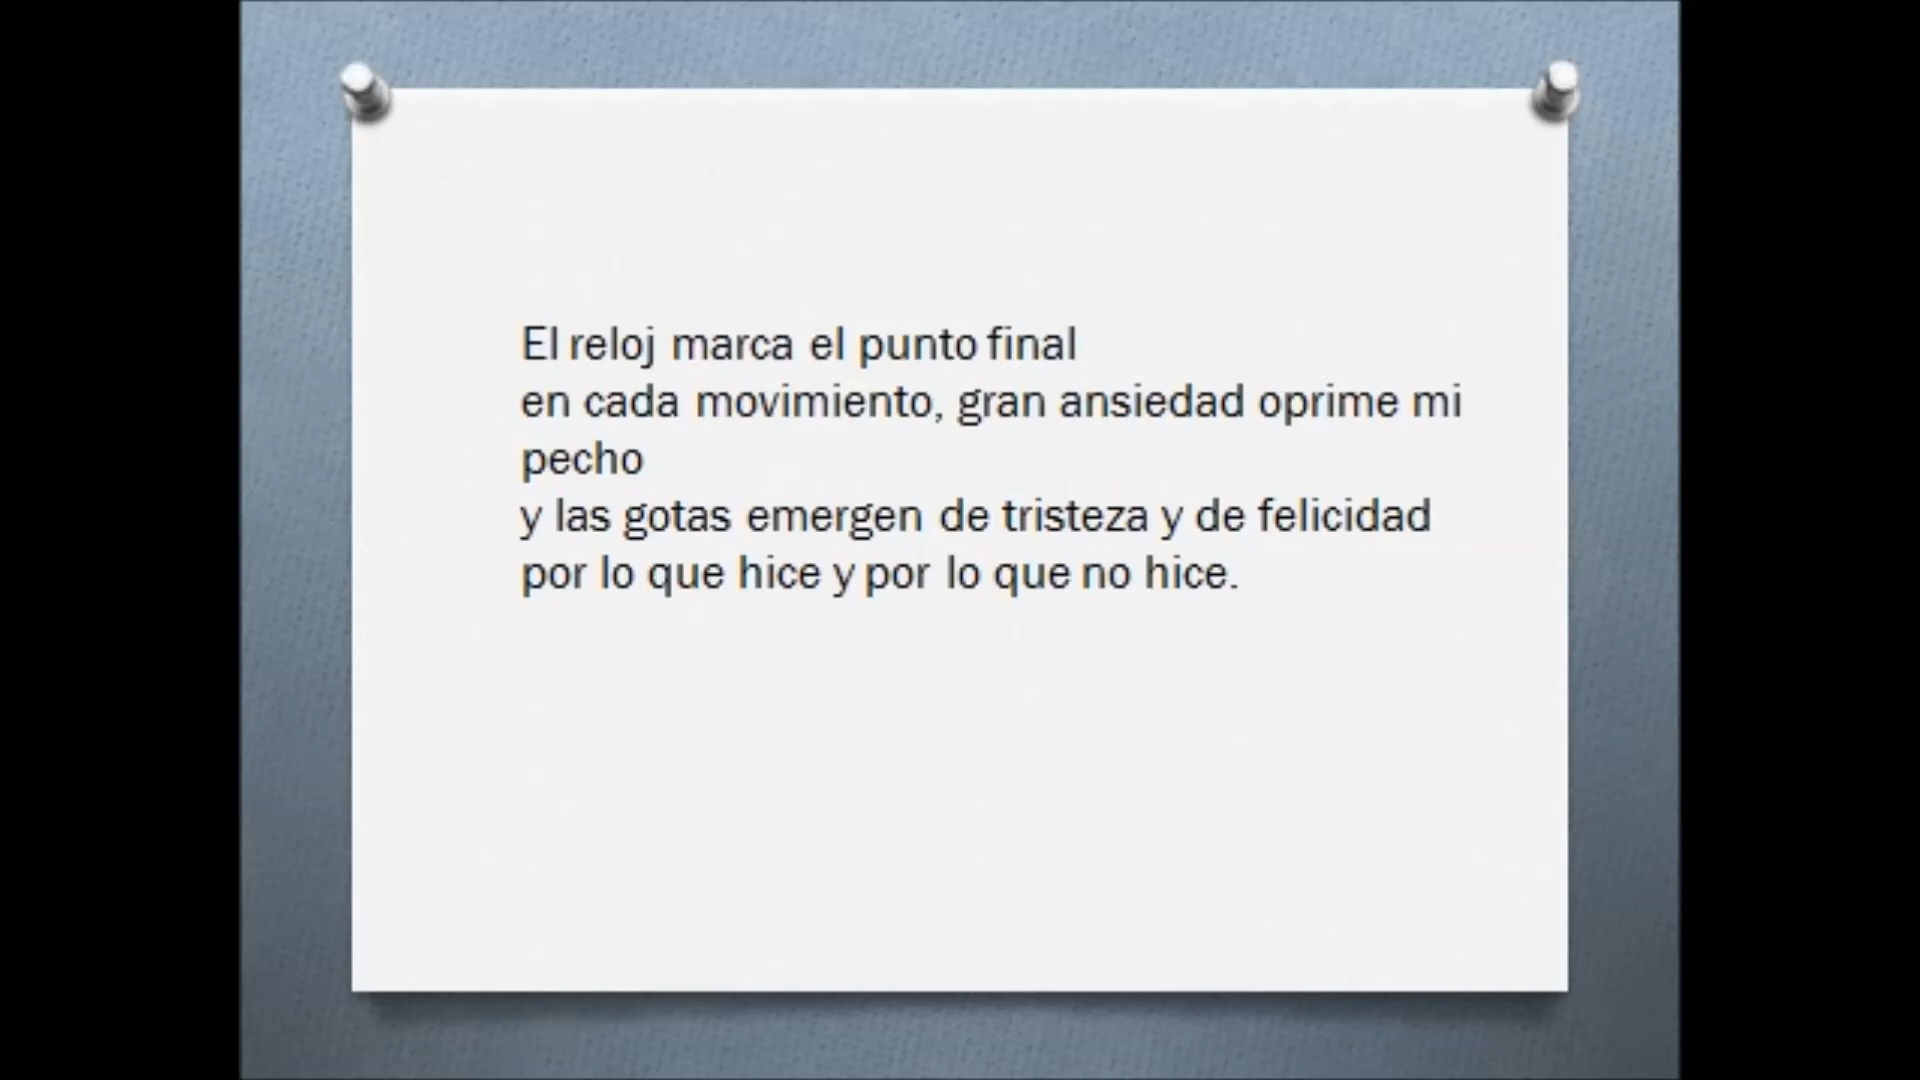 El reloj marca el punto final
en cada movimiento, gran ansiedad oprime mi
pecho
y las gotas emergen de tristeza y de felicidad
por lo que hice y por lo que no hice.